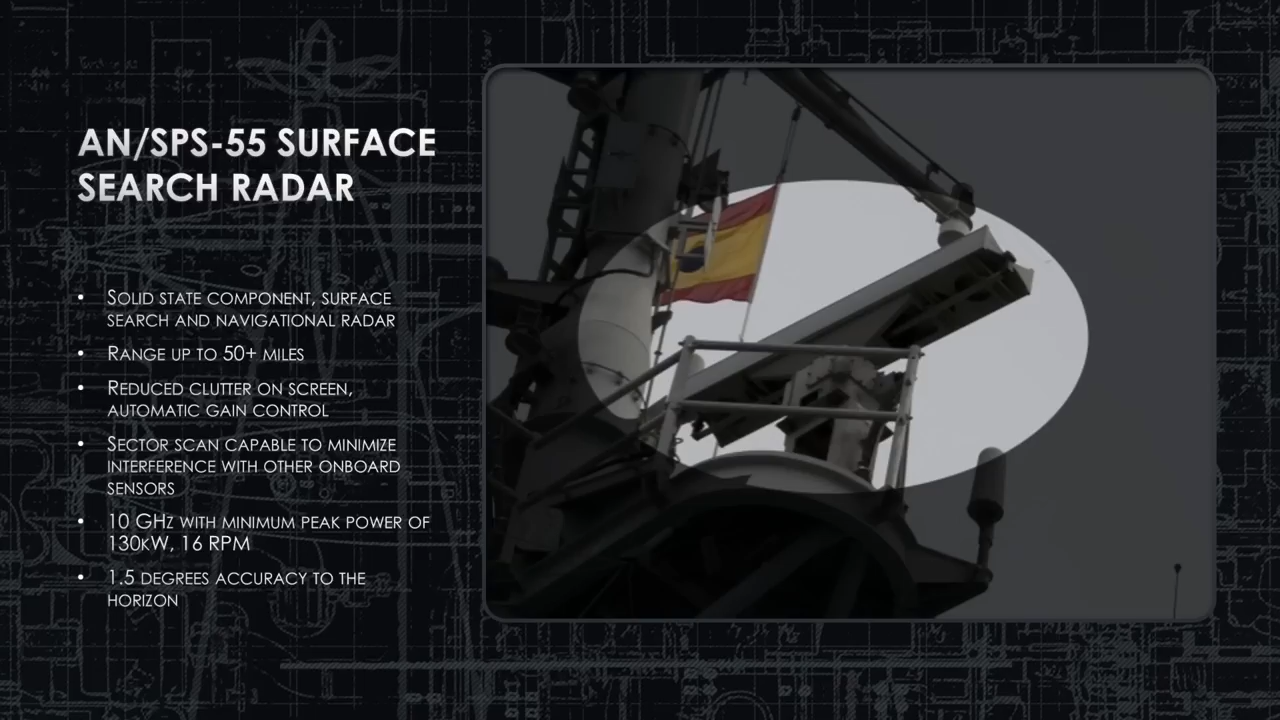 AN/SPS-55 SURFACE
SEARCH RADAR
• Solid state component, surface
search and navigational radar
• Range up to 50+ miles
• Reduced clutter on screen,
automatic gain control
• Sector scan capable to minimize
interference with other onboard
sensors
• 10 GHz with minimum peak power of
130kW, 16 RPM
• 1.5 degrees accuracy to the
horizon